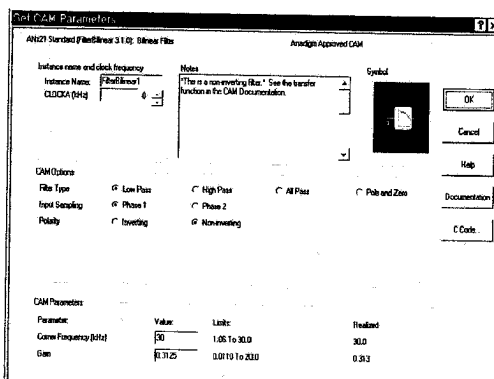 Set CAM Parameters
ANx21 Standard (FilterBilinear 3.1.0): Bilinear Filter
Anadigm Approved CAM
Instance name and clock frequency
Instance Name: FilterBilinear1
CLOCKA (kHz) 0
Notes
"This is a non-inverting filter." See the transfer
function in the CAM Documentation.
Symbol
OK
Cancel
Help
Documentation
C Code...
CAM Options
Filter Type Low Pass High Pass All Pass Pole and Zero
Input Sampling Phase 1 Phase 2
Polarity Inverting Non-inverting
CAM Parameters
Parameter: Value: Limits: Realized
Corner Frequency [kHz] 30 1.06 To 30.0 30.0
Gain 0.3125 0.0110 To 20.0 0.313